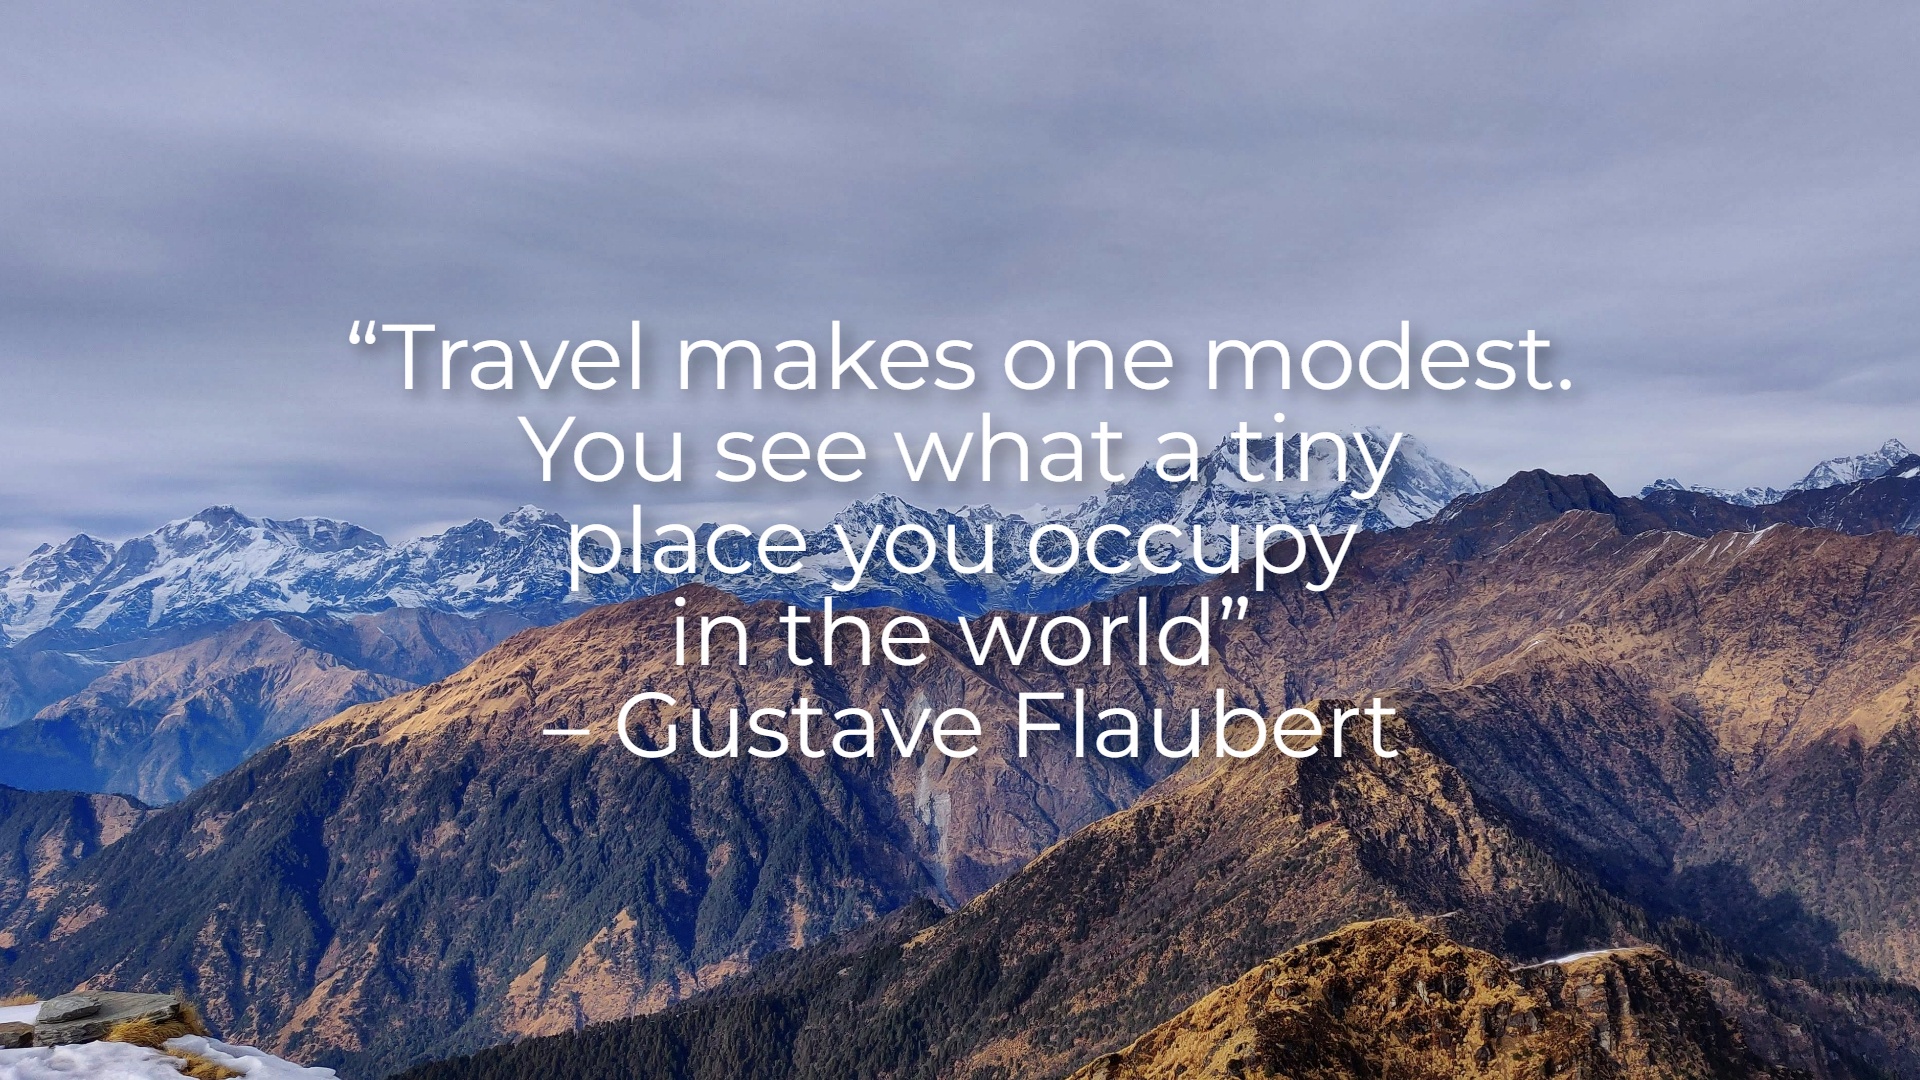 “Travel makes one modest.
You see what a tiny
place you occupy
in the world”
– Gustave Flaubert